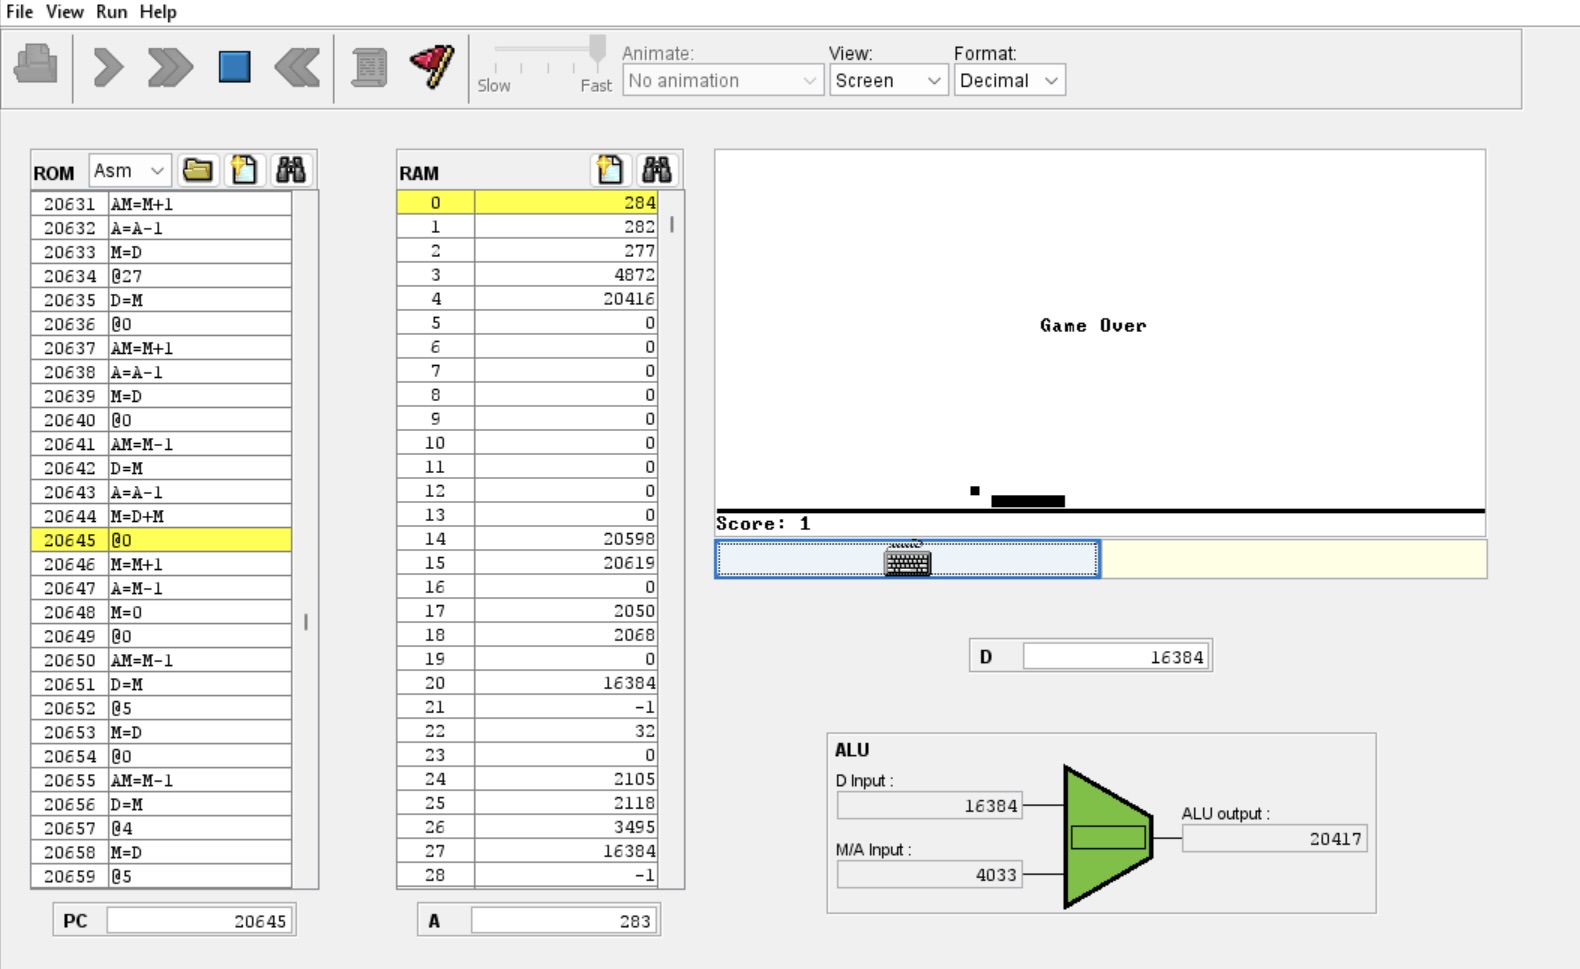 File View Run Help
Slow Fast
Animate:
No animation
View:
Screen
Format:
Decimal
ROM Asm
20631 AM=M+1
20632 A=A-1
20633 M=D
20634 @27
20635 D=M
20636 @0
20637 AM=M+1
20638 A=A-1
20639 M=D
20640 @0
20641 AM=M-1
20642 D=M
20643 A=A-1
20644 M=D+M
20645 @0
20646 M=M+1
20647 A=M-1
20648 M=0
20649 @0
20650 AM=M-1
20651 D=M
20652 @5
20653 M=D
20654 @0
20655 AM=M-1
20656 D=M
20657 @4
20658 M=D
20659 @5
PC 20645
RAM
0 284
1 282
2 277
3 4872
4 20416
5 0
6 0
7 0
8 0
9 0
10 0
11 0
12 0
13 0
14 20598
15 20619
16 0
17 2050
18 2068
19 0
20 16384
21 -1
22 32
23 0
24 2105
25 2118
26 3495
27 16384
28 -1
A 283
Game Over
Score: 1
D 16384
ALU
D Input :
16384
M/A Input :
4033
ALU output :
20417